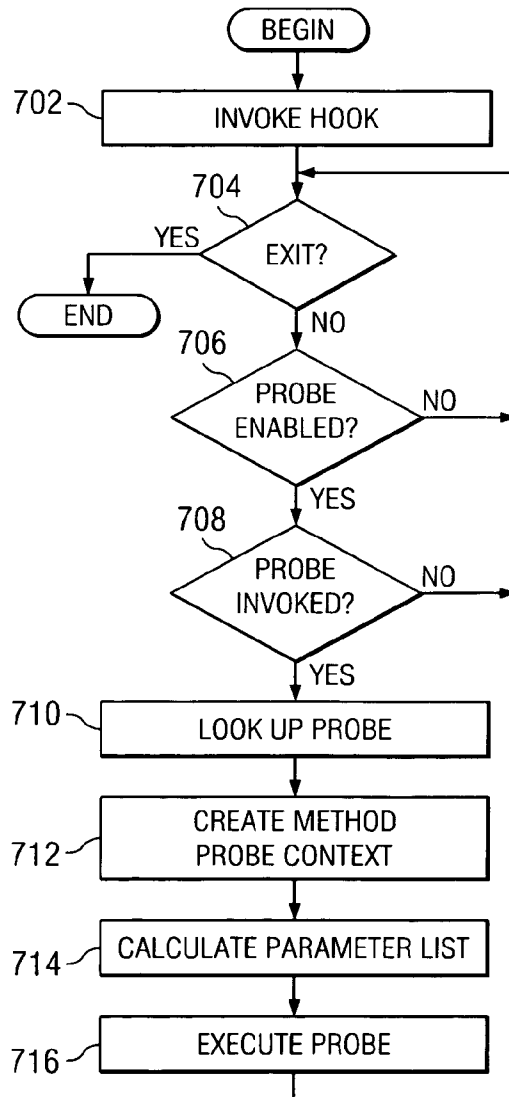 BEGIN
702
INVOKE HOOK
704
YES
EXIT?
END
NO
706
PROBE
ENABLED?
NO
YES
708
PROBE
INVOKED?
NO
YES
710
LOOK UP PROBE
712
CREATE METHOD
PROBE CONTEXT
714
CALCULATE PARAMETER LIST
716
EXECUTE PROBE